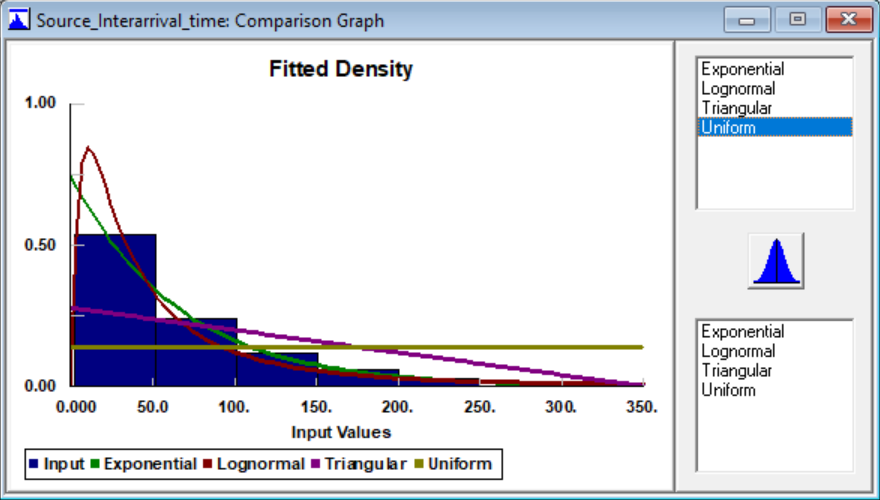 Source_Interarrival_time: Comparison Graph
Fitted Density
1.00
0.50
0.00
0.000 50.0 100. 150. 200. 250. 300. 350.
Input Values
Input Exponential Lognormal Triangular Uniform
Exponential
Lognormal
Triangular
Uniform
Exponential
Lognormal
Triangular
Uniform